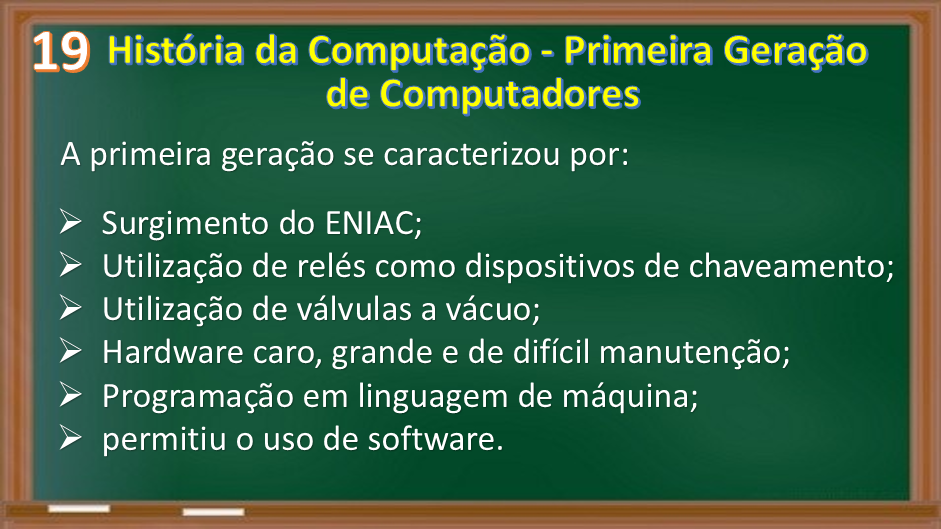 19 História da Computação - Primeira Geração
de Computadores
A primeira geração se caracterizou por:
➢ Surgimento do ENIAC;
➢ Utilização de relés como dispositivos de chaveamento;
➢ Utilização de válvulas a vácuo;
➢ Hardware caro, grande e de difícil manutenção;
➢ Programação em linguagem de máquina;
➢ permitiu o uso de software.